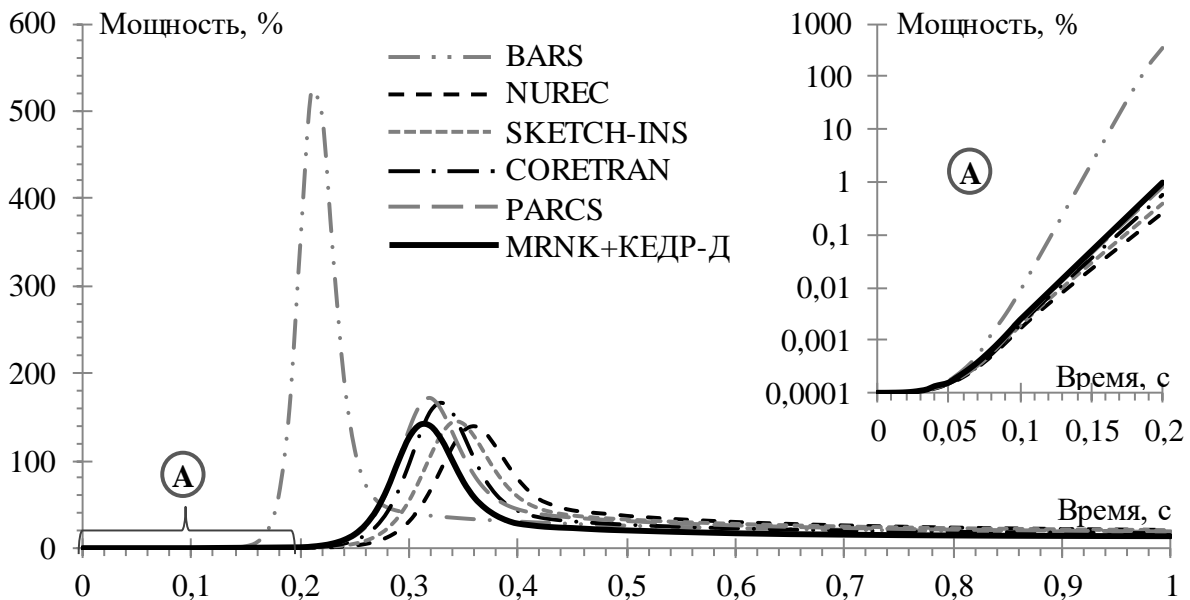 Мощность, %
600
500
400
300
200
100
0
BARS
NUREC
SKETCH-INS
CORETRAN
PARCS
MRNK+КЕДР-Д
A
Время, с
0 0,1 0,2 0,3 0,4 0,5 0,6 0,7 0,8 0,9 1
Мощность, %
1000
100
10
1
0,1
0,01
0,001
0,0001
A
Время, с
0 0,05 0,1 0,15 0,2